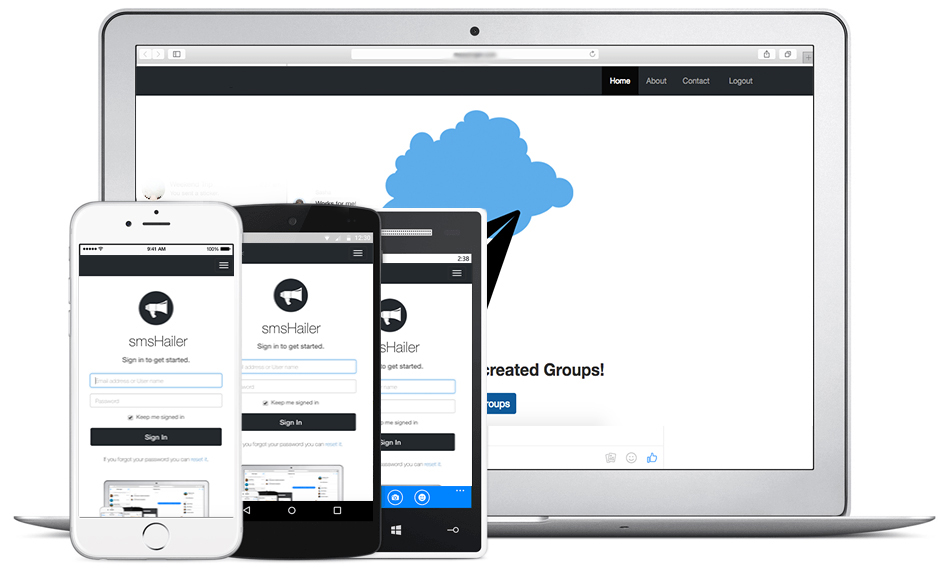 Home About Contact Logout
Works for me!
created Groups!
roups
9:41 AM 100%
smsHailer
Sign in to get started.
Email address or User name
Password
Keep me signed in
Sign In
If you forgot your password you can reset it.
12:30
smsHailer
Sign in to get started.
ail address or User name
word
Keep me signed in
Sign In
you forgot your password you can reset it.
2:38
sHailer
to get started.
me signed in
Sign In
ur password you can reset it.